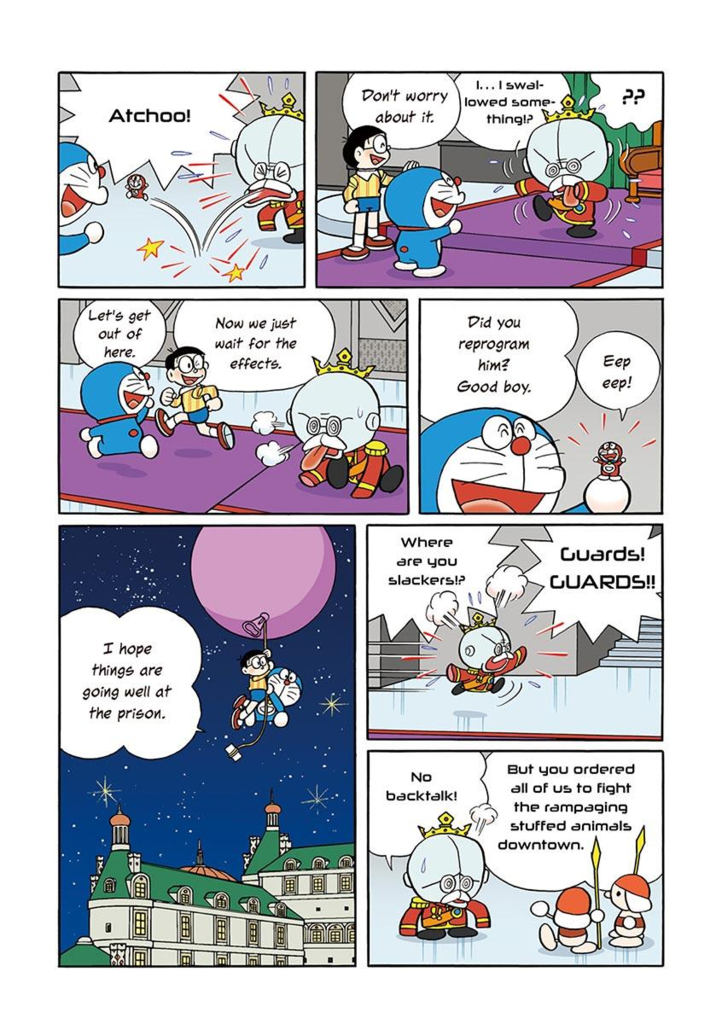 Atchoo!
Don't worry
about it.
I... I swal-
lowed some-
thing!?
??
Let's get
out of
here.
Now we just
wait for the
effects.
Did you
reprogram
him?
Good boy.
Eep
eep!
I hope
things are
going well at
the prison.
Where
are you
slackers!?
Guards!
GUARDS!!
No
backtalk!
But you ordered
all of us to fight
the rampaging
stuffed animals
downtown.